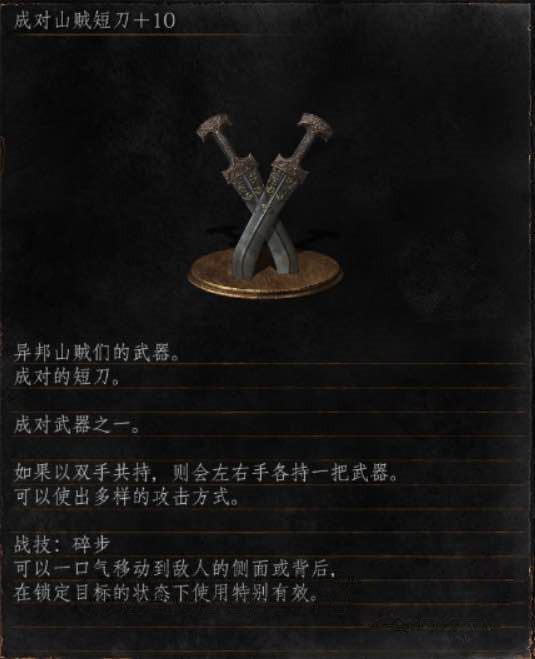 成对山贼短刀＋10
异邦山贼们的武器。
成对的短刀。
成对武器之一。
如果以双手共持，则会左右手各持一把武器。
可以使出多样的攻击方式。
战技：碎步
可以一口气移动到敌人的侧面或背后，
在锁定目标的状态下使用特别有效。